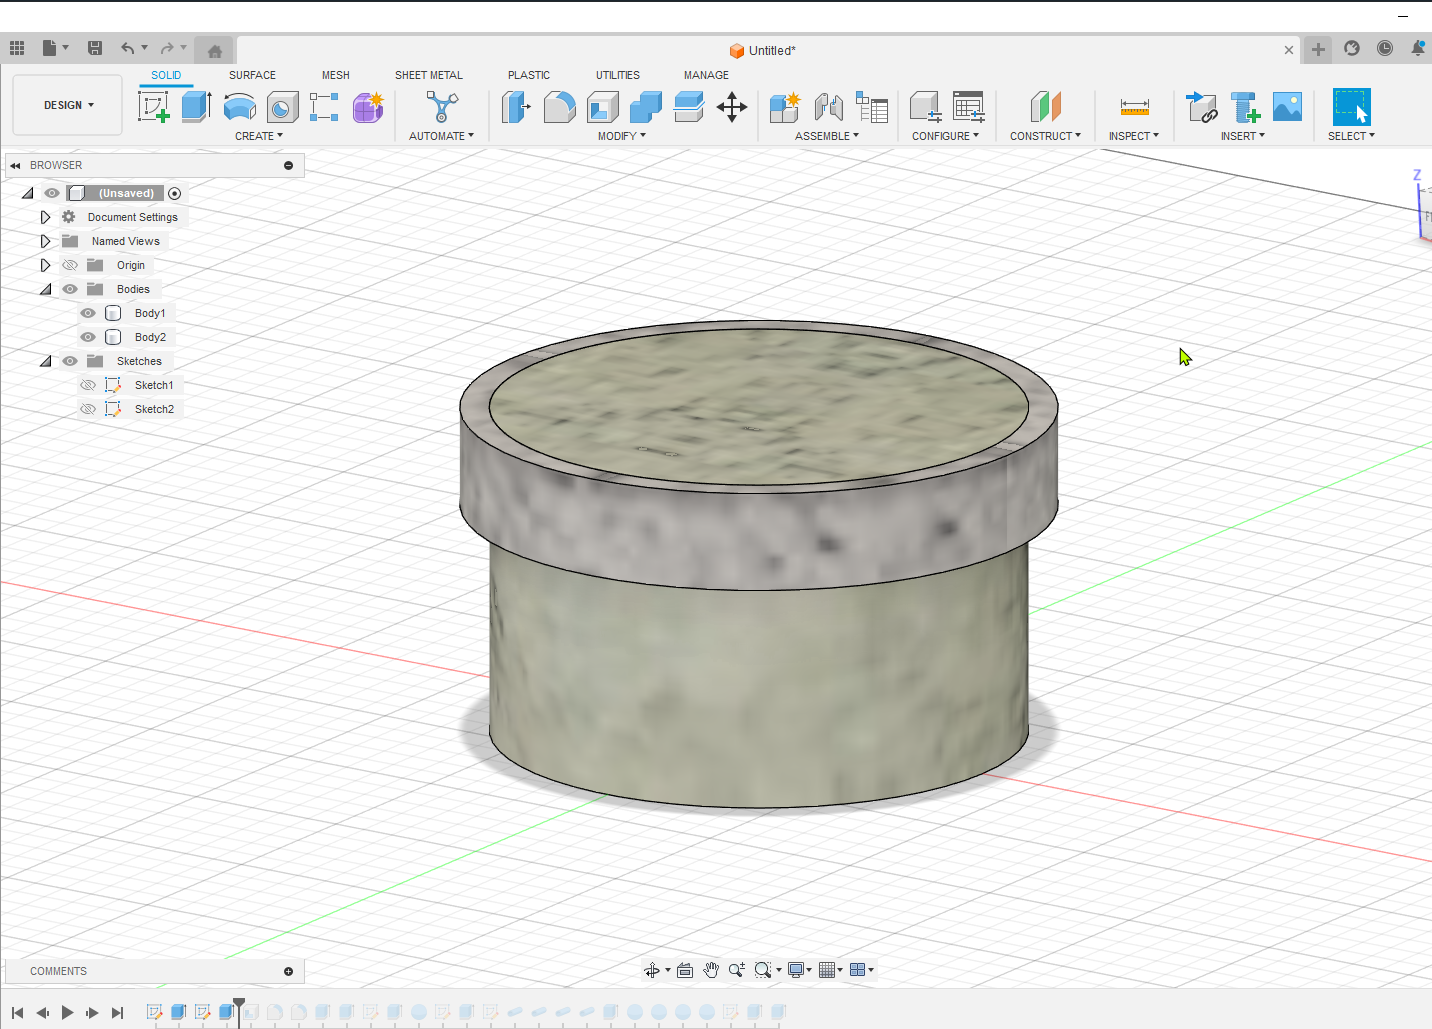 Untitled*
SOLID SURFACE MESH SHEET METAL PLASTIC UTILITIES MANAGE
DESIGN
CREATE AUTOMATE MODIFY ASSEMBLE CONFIGURE CONSTRUCT INSPECT INSERT SELECT
BROWSER
(Unsaved)
Document Settings
Named Views
Origin
Bodies
Body1
Body2
Sketches
Sketch1
Sketch2
Z
COMMENTS